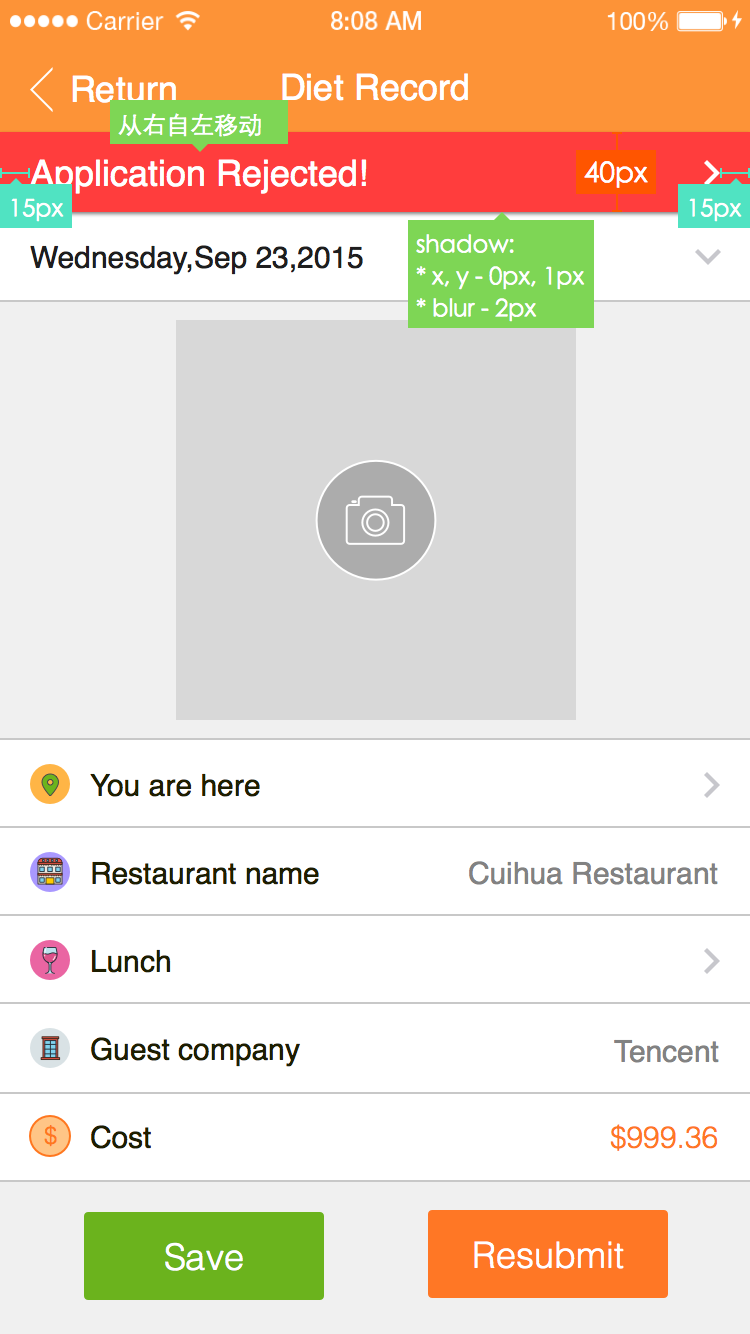 Carrier 8:08 AM 100%
Return Diet Record
从右自左移动
Application Rejected! 40px
15px 15px
Wednesday,Sep 23,2015
shadow:
* x, y - 0px, 1px
* blur - 2px
You are here
Restaurant name Cuihua Restaurant
Lunch
Guest company Tencent
$ Cost $999.36
Save Resubmit